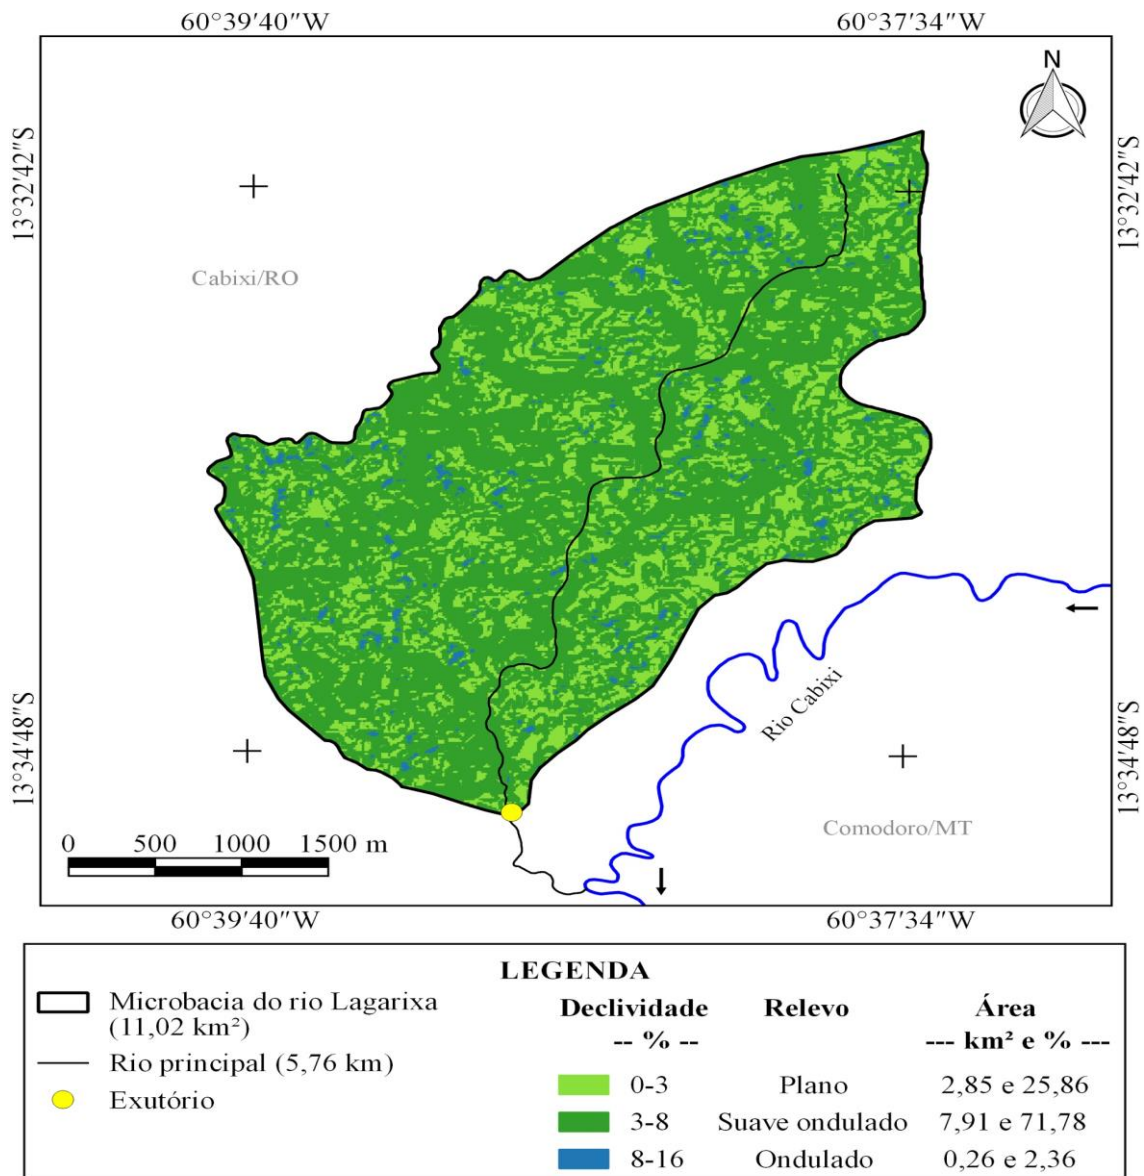 60°39'40"W 60°37'34"W
N
13°32'42"S 13°32'42"S
Cabixi/RO
Rio Cabixi
13°34'48"S 13°34'48"S
Comodoro/MT
0 500 1000 1500 m
60°39'40"W 60°37'34"W
LEGENDA
Microbacia do rio Lagarixa
(11,02 km²)
Rio principal (5,76 km)
Exutório
Declividade Relevo Área
-- % -- --- km² e % ---
0-3 Plano 2,85 e 25,86
3-8 Suave ondulado 7,91 e 71,78
8-16 Ondulado 0,26 e 2,36